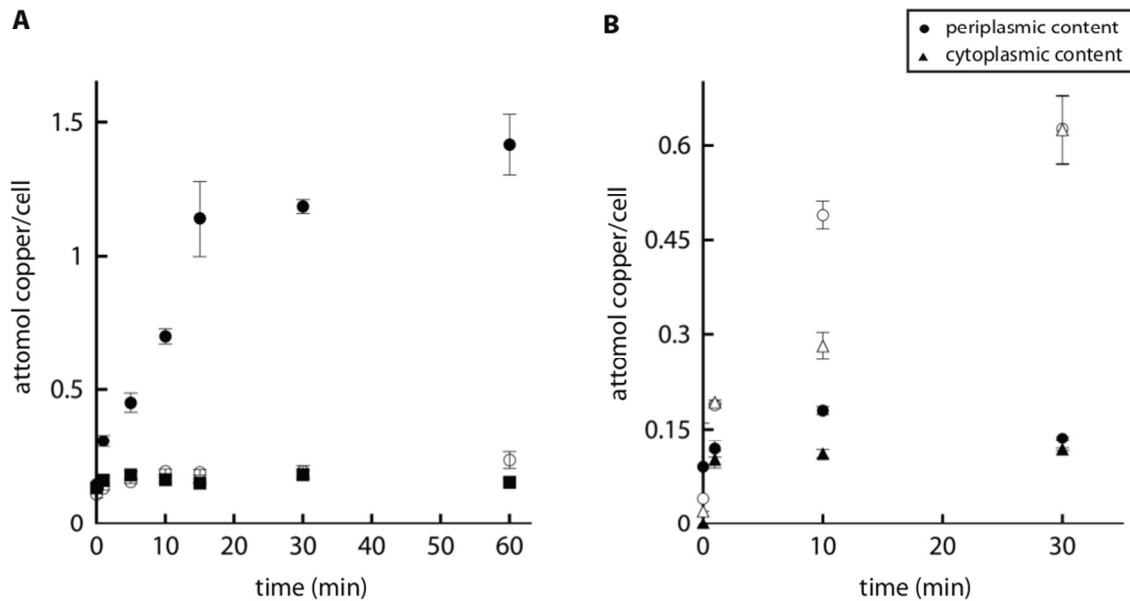 A
attomol copper/cell
1.5
1
0.5
0
0
10
20
30
40
50
60
time (min)
B
periplasmic content
cytoplasmic content
attomol copper/cell
0.6
0.45
0.3
0.15
0
0
10
20
30
time (min)